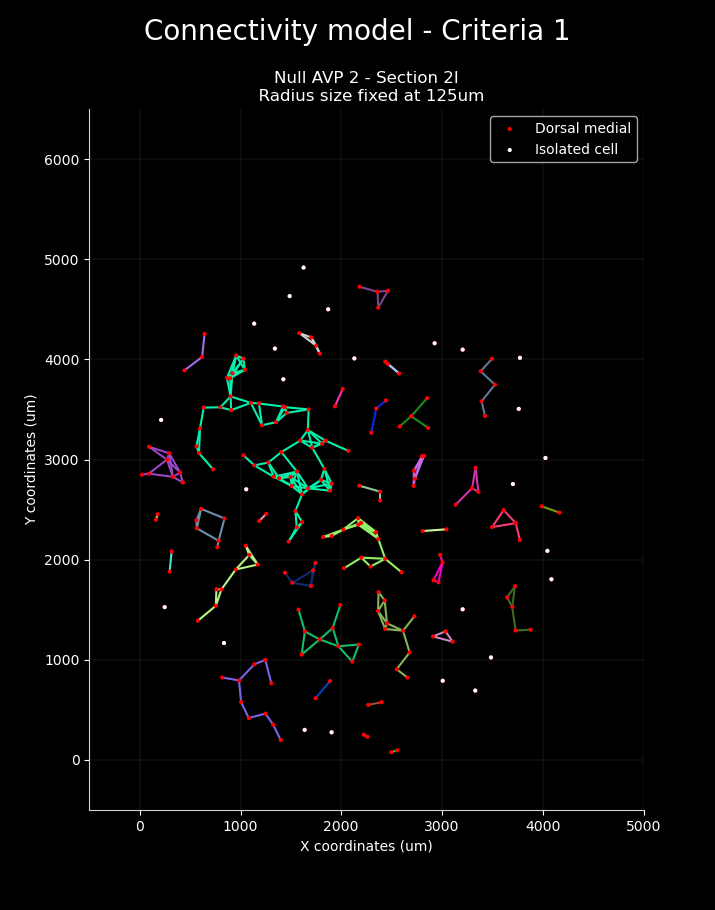 Connectivity model - Criteria 1
Null AVP 2 - Section 2I
Radius size fixed at 125um
Dorsal medial
Isolated cell
6000
5000
4000
3000
2000
1000
0
Y coordinates (um)
0 1000 2000 3000 4000 5000
X coordinates (um)